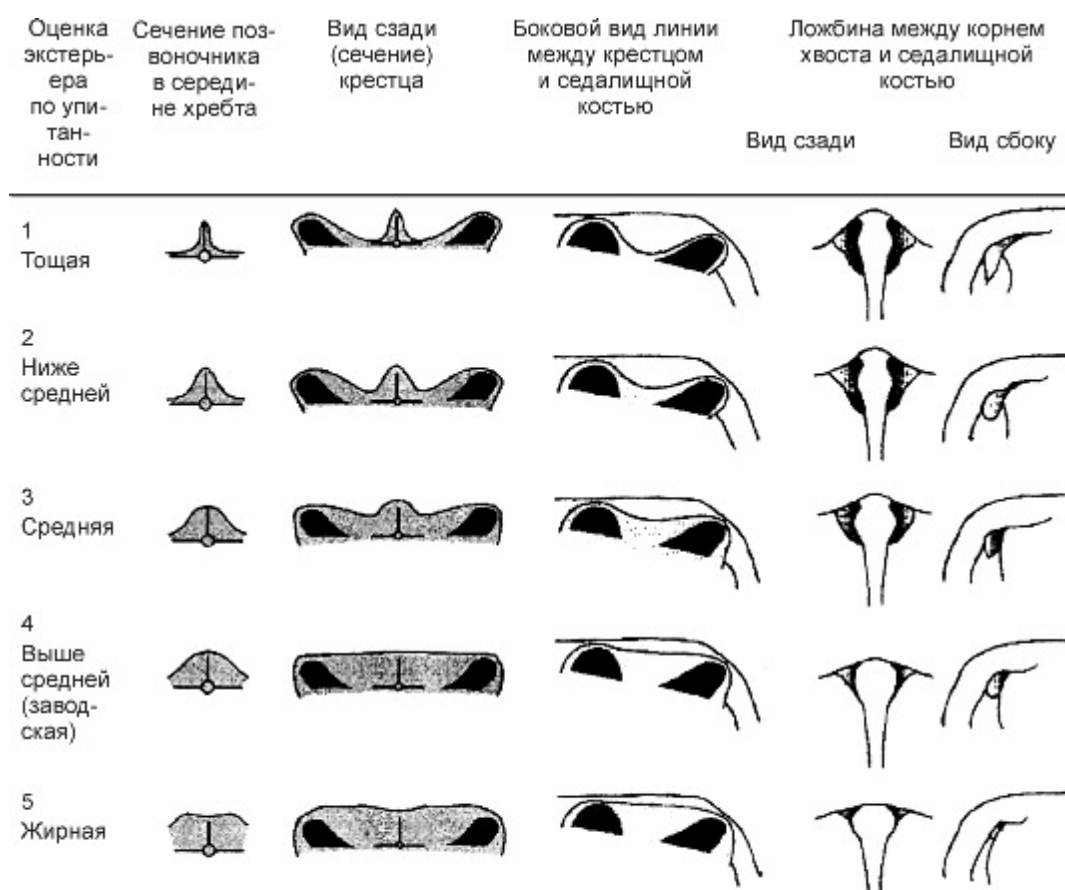 Оценка
экстерь-
ера
по упи-
тан-
ности
Сечение поз-
воночника
в середи-
не хребта
Вид сзади
(сечение)
крестца
Боковой вид линии
между крестцом
и седалищной
костью
Ложбина между корнем
хвоста и седалищной
костью
Вид сзади
Вид сбоку
1
Тощая
2
Ниже
средней
3
Средняя
4
Выше
средней
(завод-
ская)
5
Жирная